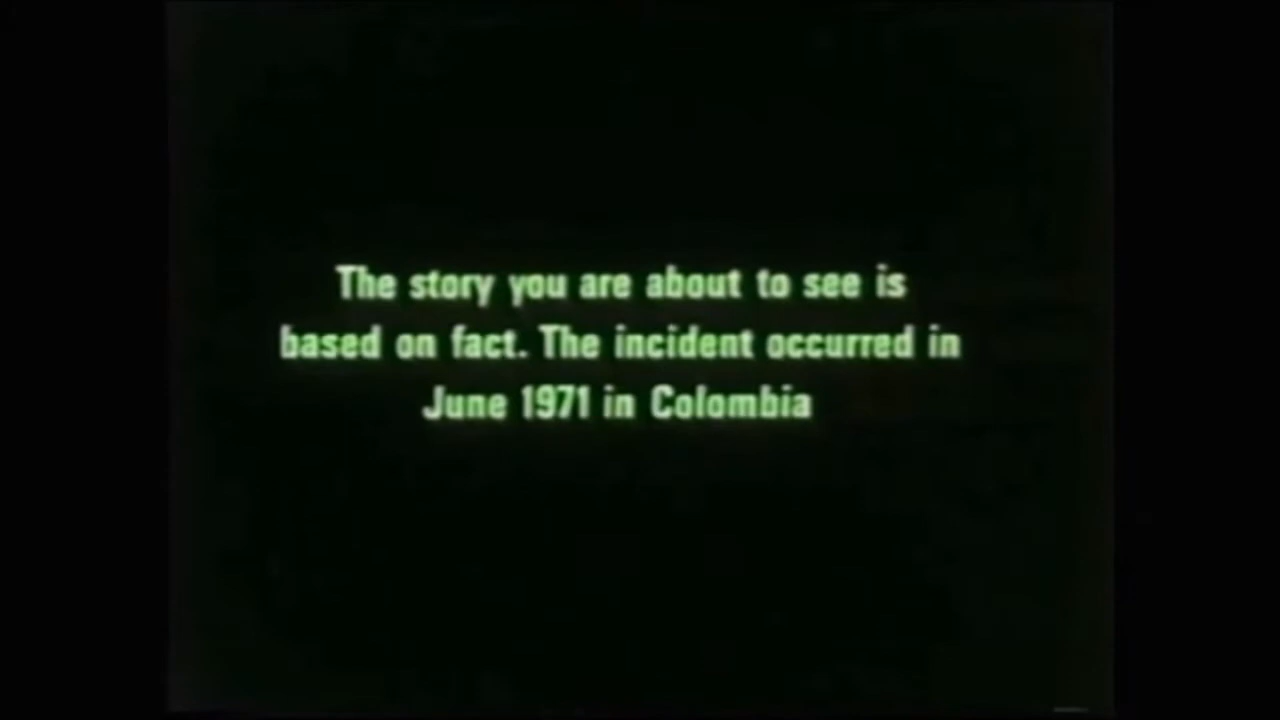 The story you are about to see is
based on fact. The incident occurred in
June 1971 in Colombia